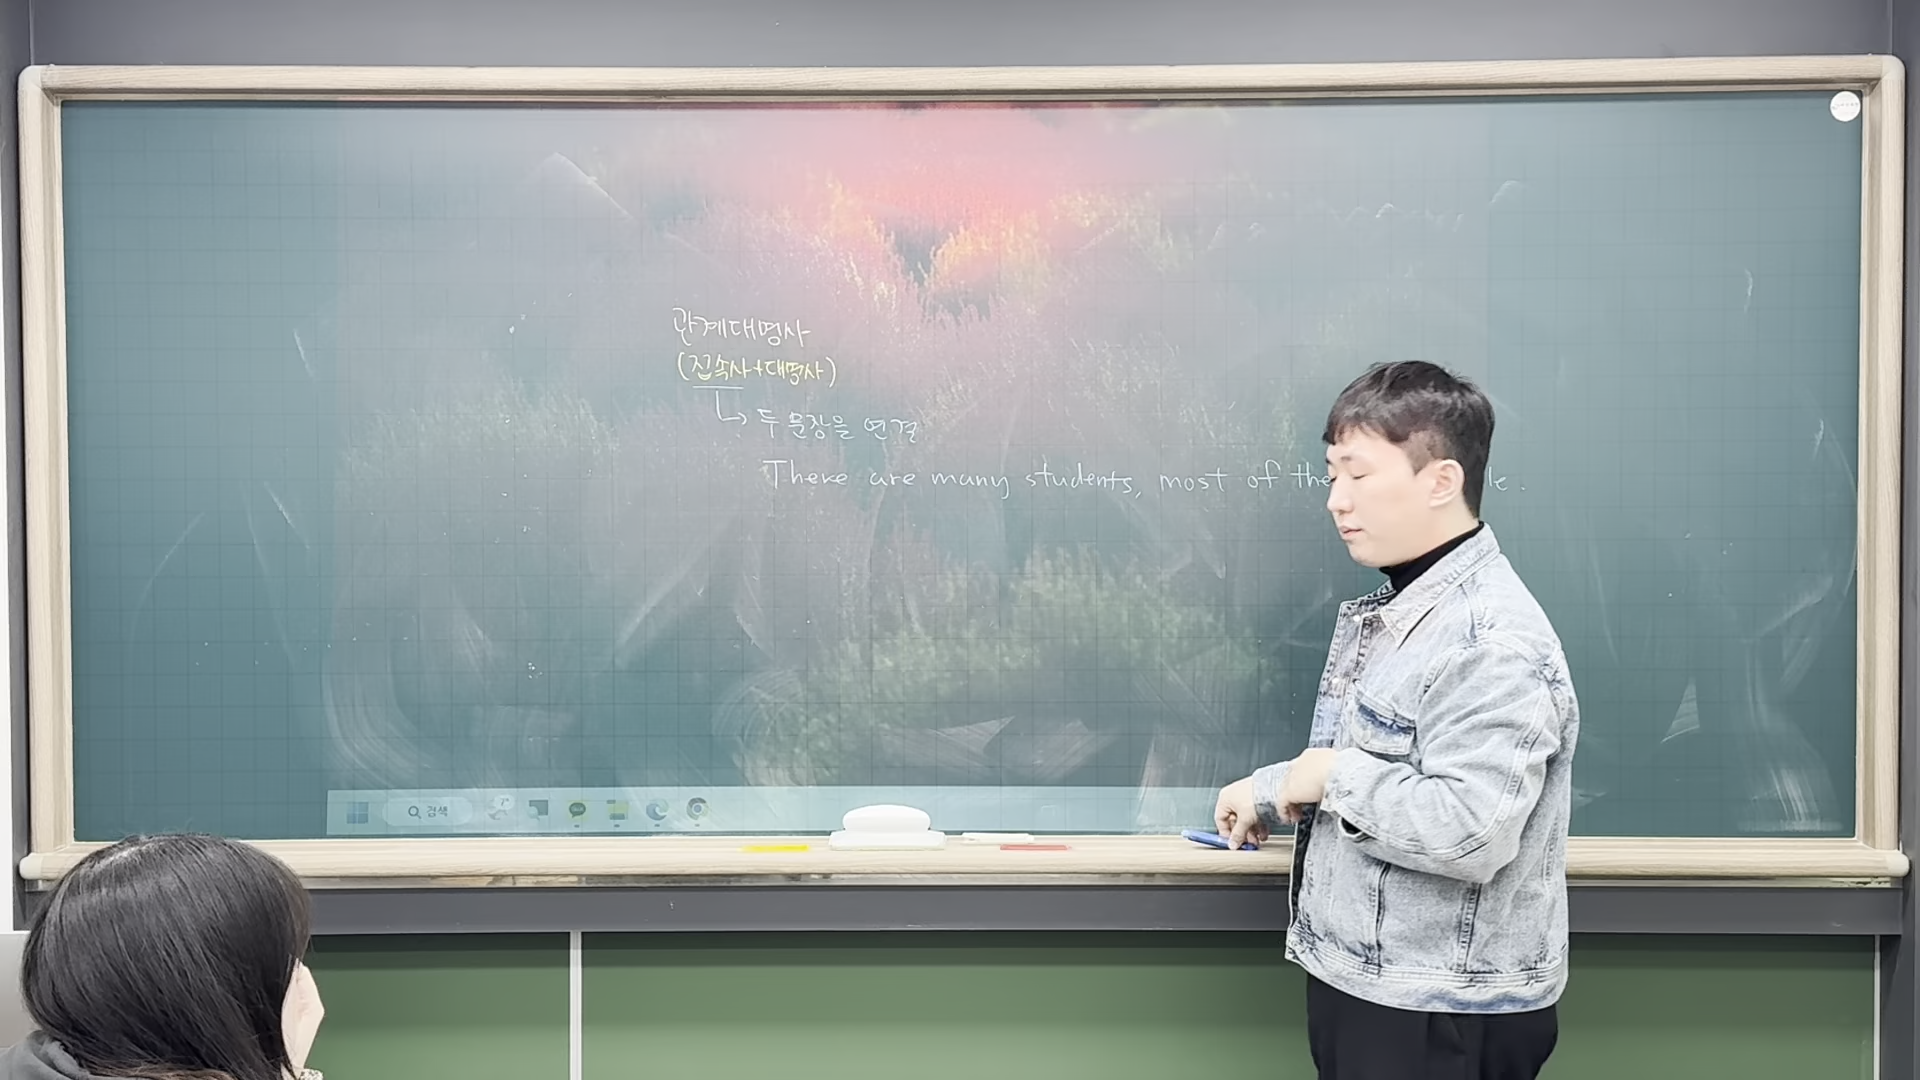 관계대명사
(접속사+대명사)
↳ 두 문장을 연결
There are many students, most of the le.
검색